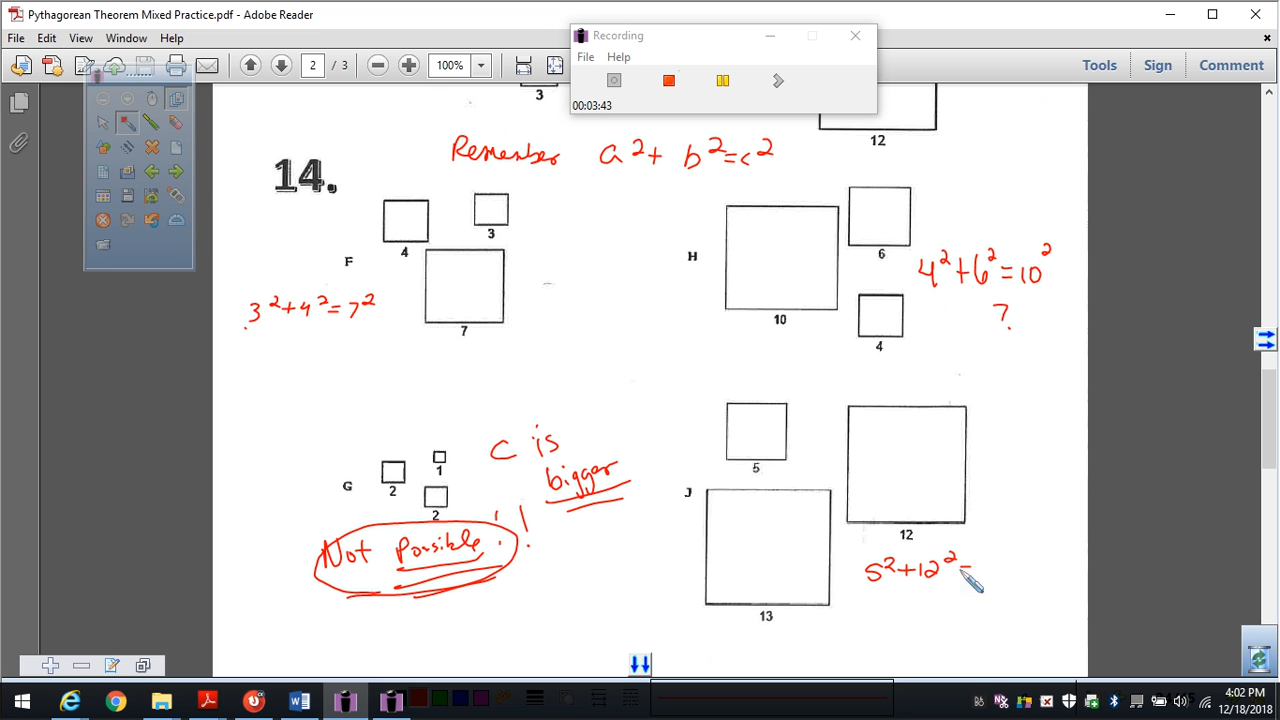 Pythagorean Theorem Mixed Practice.pdf - Adobe Reader
File Edit View Window Help
Recording
File Help
00:03:43
2 / 3 100%
Tools Sign Comment
3
12
Remember a²+ b²=c²
14.
F
4
3
7
3²+4²=7²
H
10
6
4
4²+6²=10²
?
G
2
1
2
C is
bigger
Not Possible!!
J
5
12
13
5²+12²=
4:02 PM
12/18/2018